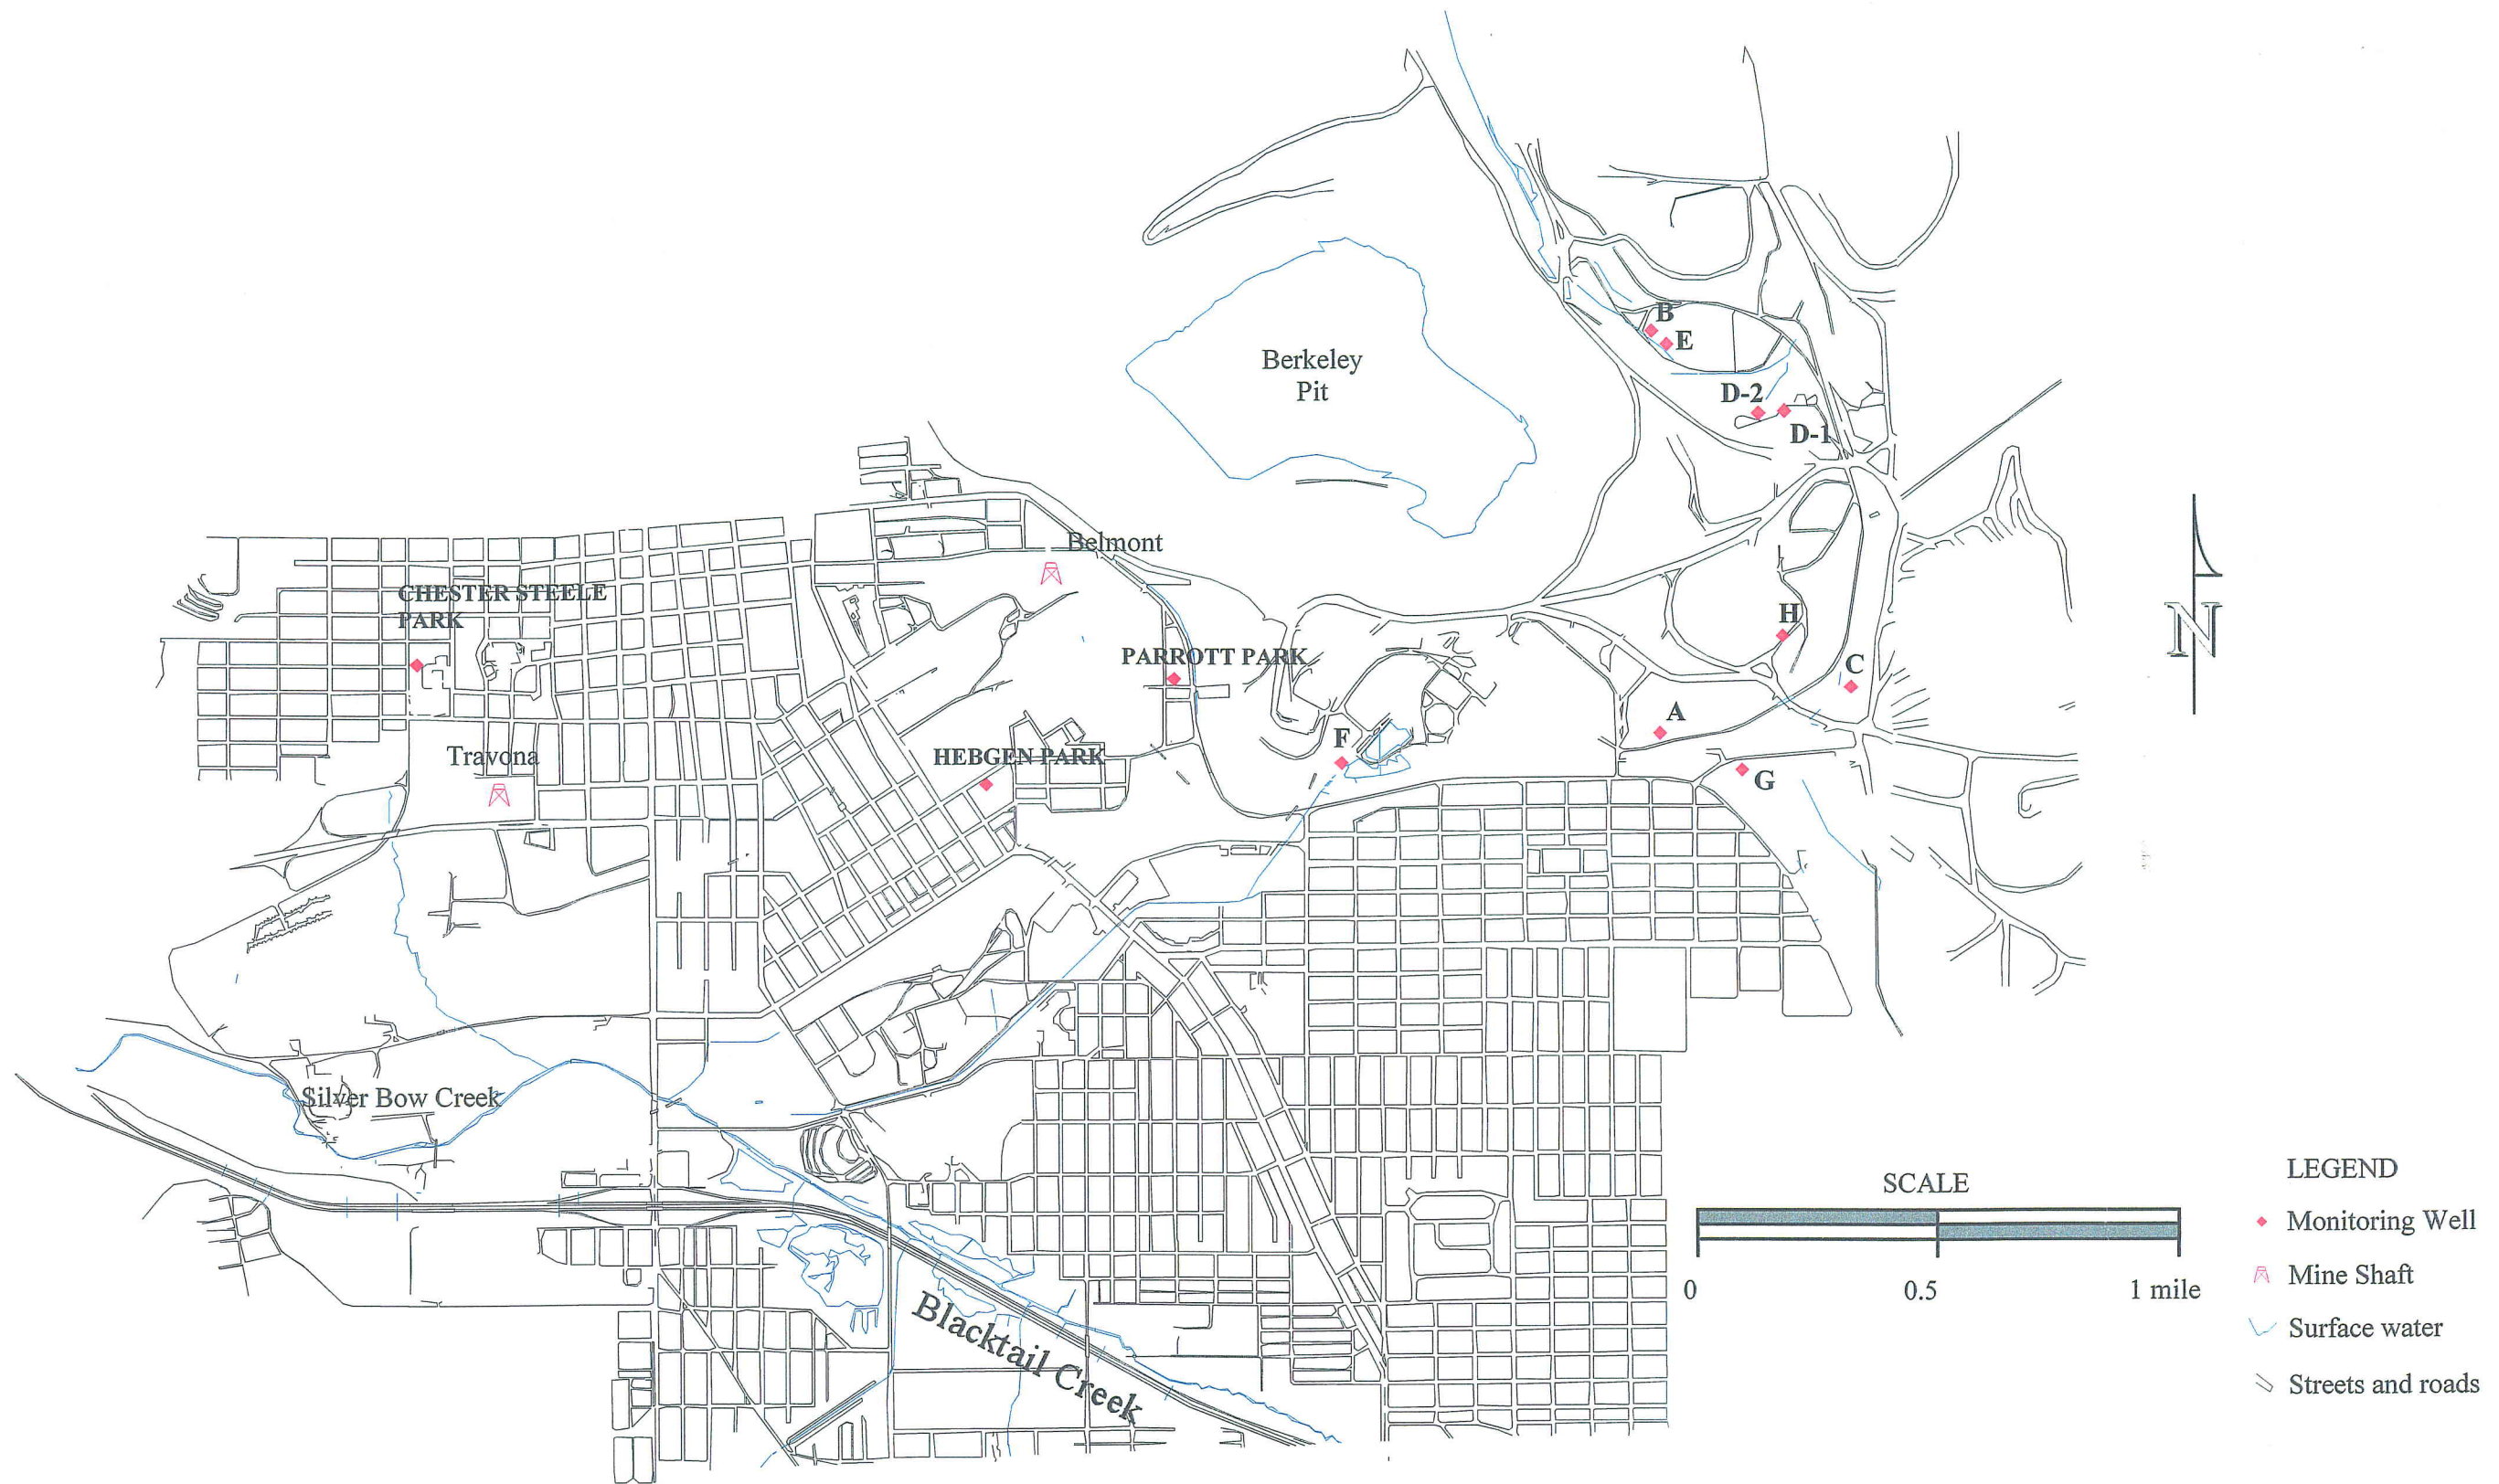 B
E
Berkeley
Pit
D-2
D-1
Belmont
CHESTER STEELE
PARK
H
PARROTT PARK
C
A
F
Travona
HEBGEN PARK
G
Silver Bow Creek
Blacktail Creek
N
SCALE
0 0.5 1 mile
LEGEND
Monitoring Well
Mine Shaft
Surface water
Streets and roads